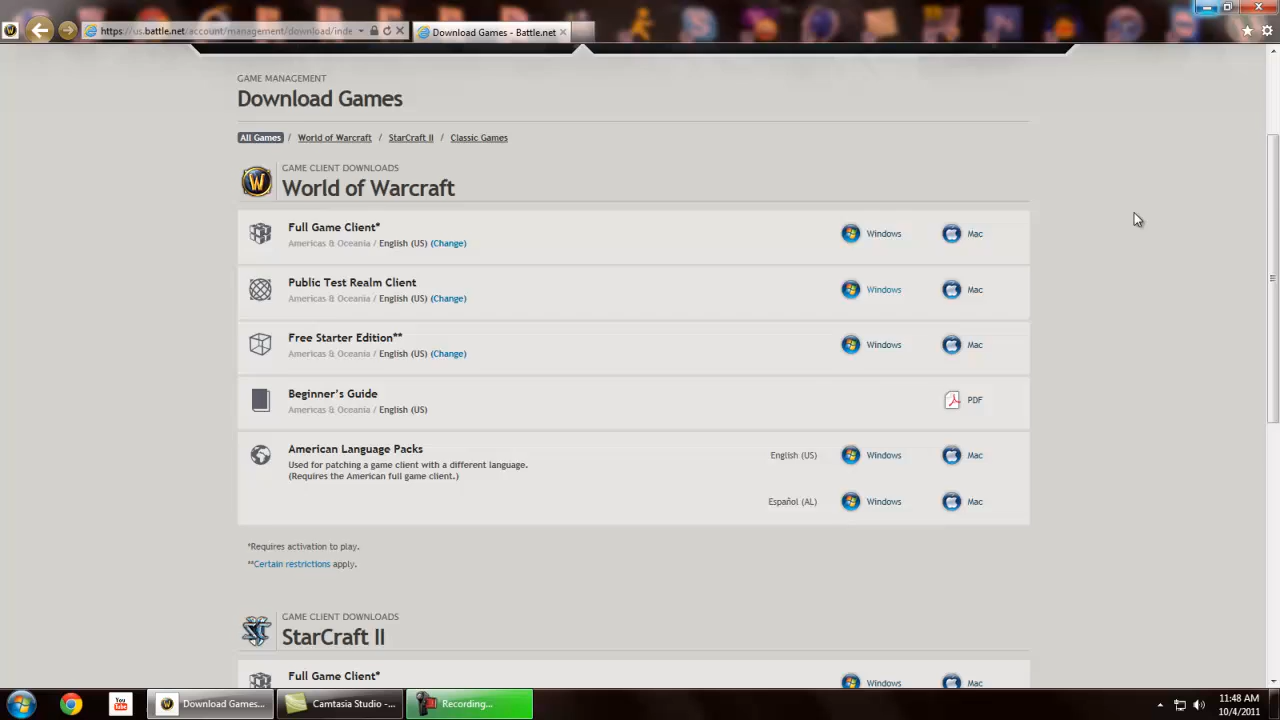 https://us.battle.net/account/management/download/inde
Download Games - Battle.net
GAME MANAGEMENT
Download Games
All Games / World of Warcraft / StarCraft II / Classic Games
GAME CLIENT DOWNLOADS
World of Warcraft
Full Game Client*
Americas & Oceania / English (US) (Change)
Windows
Mac
Public Test Realm Client
Americas & Oceania / English (US) (Change)
Windows
Mac
Free Starter Edition**
Americas & Oceania / English (US) (Change)
Windows
Mac
Beginner's Guide
Americas & Oceania / English (US)
PDF
American Language Packs
Used for patching a game client with a different language.
(Requires the American full game client.)
English (US)
Windows
Mac
Español (AL)
Windows
Mac
*Requires activation to play.
**Certain restrictions apply.
GAME CLIENT DOWNLOADS
StarCraft II
Full Game Client*
Windows
Mac
You
Tube
Download Games...
Camtasia Studio -...
Recording...
11:48 AM
10/4/2011